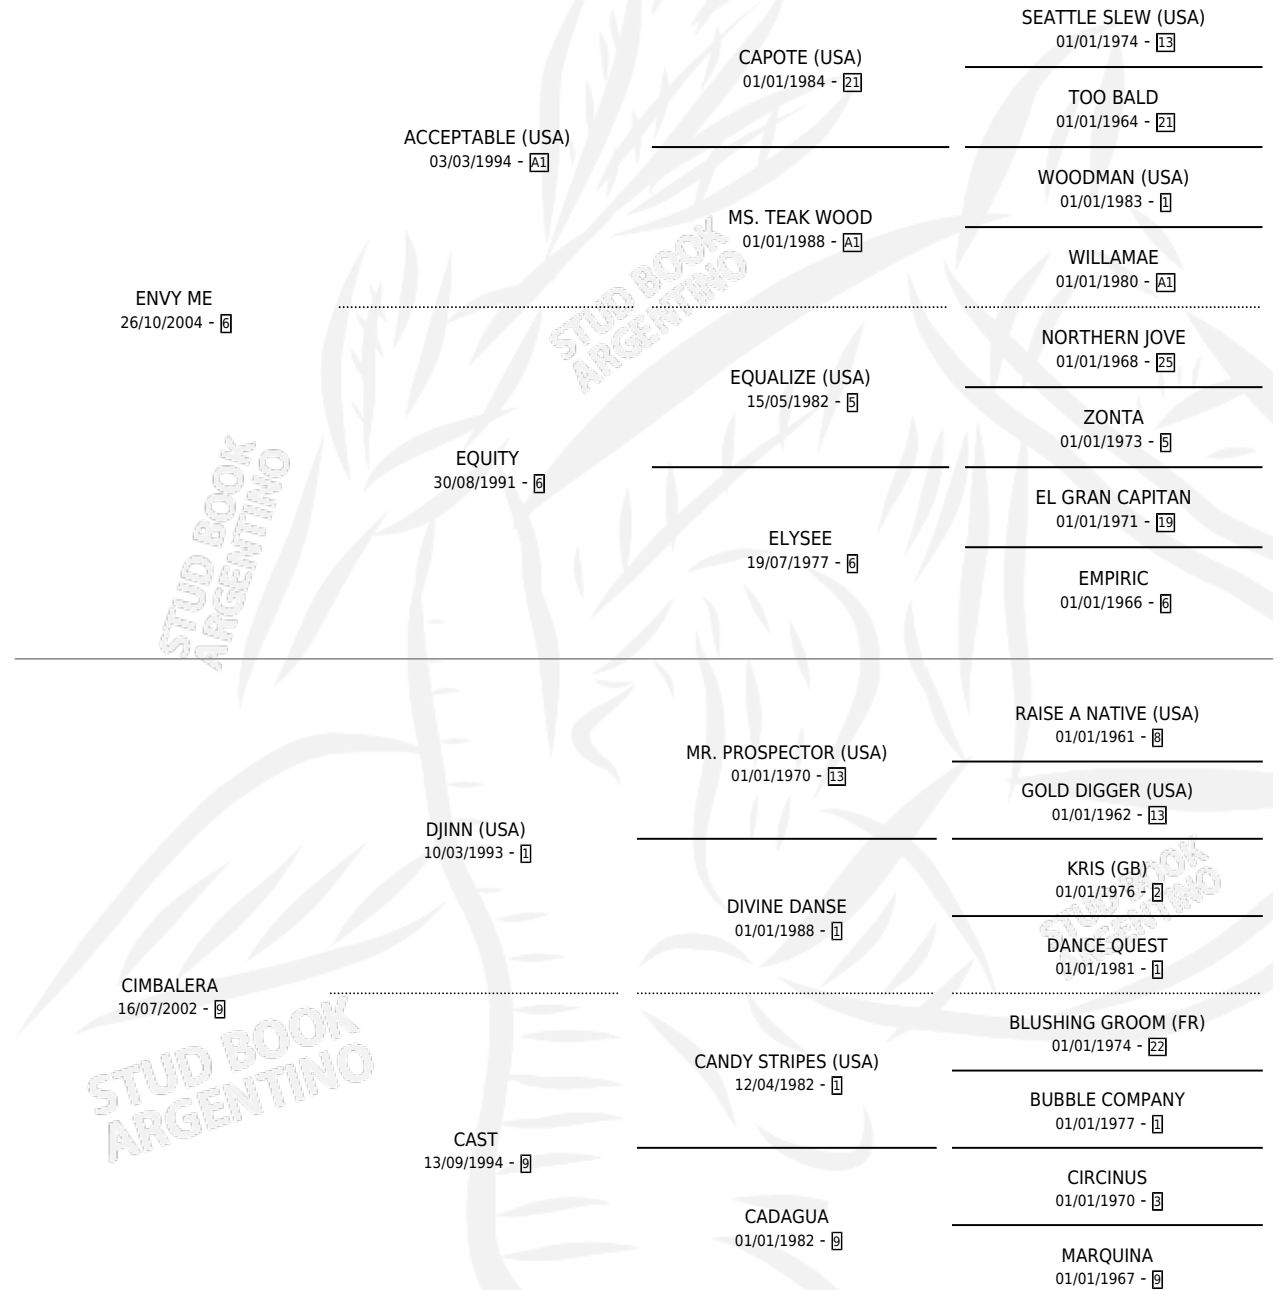 SEATTLE SLEW (USA)
01/01/1974 - 13
CAPOTE (USA)
01/01/1984 - 21
TOO BALD
01/01/1964 - 21
ACCEPTABLE (USA)
03/03/1994 - A1
WOODMAN (USA)
01/01/1983 - 1
MS. TEAK WOOD
01/01/1988 - A1
WILLAMAE
01/01/1980 - A1
ENVY ME
26/10/2004 - 6
NORTHERN JOVE
01/01/1968 - 25
EQUALIZE (USA)
15/05/1982 - 5
ZONTA
01/01/1973 - 5
EQUITY
30/08/1991 - 6
EL GRAN CAPITAN
01/01/1971 - 19
ELYSEE
19/07/1977 - 6
EMPIRIC
01/01/1966 - 6
RAISE A NATIVE (USA)
01/01/1961 - 8
MR. PROSPECTOR (USA)
01/01/1970 - 13
GOLD DIGGER (USA)
01/01/1962 - 13
DJINN (USA)
10/03/1993 - 1
KRIS (GB)
01/01/1976 - 2
DIVINE DANSE
01/01/1988 - 1
DANCE QUEST
01/01/1981 - 1
CIMBALERA
16/07/2002 - 9
BLUSHING GROOM (FR)
01/01/1974 - 22
CANDY STRIPES (USA)
12/04/1982 - 1
BUBBLE COMPANY
01/01/1977 - 1
CAST
13/09/1994 - 9
CIRCINUS
01/01/1970 - 3
CADAGUA
01/01/1982 - 9
MARQUINA
01/01/1967 - 9
STUD BOOK
ARGENTINO
STUD BOOK
ARGENTINO
STUD BOOK
ARGENTINO
STUD BOOK
ARGENTINO